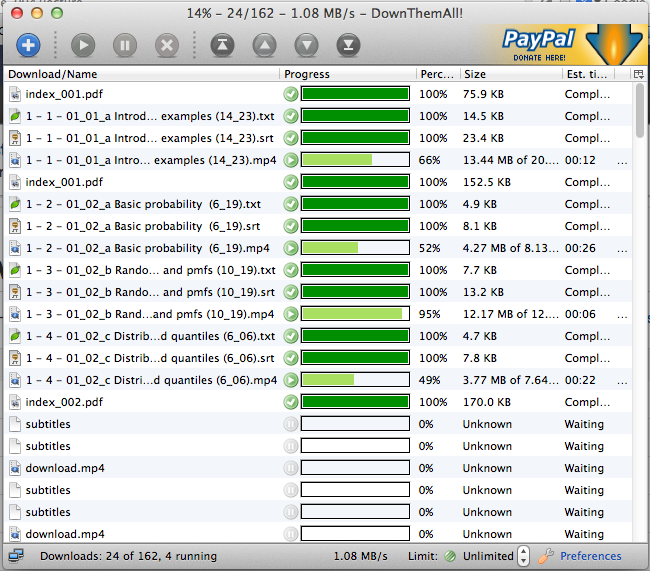 14% - 24/162 - 1.08 MB/s - DownThemAll!
PayPal
DONATE HERE!
Download/Name Progress Perc... Size Est. ti...
index_001.pdf 100% 75.9 KB Compl...
1 - 1 - 01_01_a Introd... examples (14_23).txt 100% 14.5 KB Compl...
1 - 1 - 01_01_a Introd... examples (14_23).srt 100% 23.4 KB Compl...
1 - 1 - 01_01_a Intro... examples (14_23).mp4 66% 13.44 MB of 20.... 00:12 ...
index_001.pdf 100% 152.5 KB Compl...
1 - 2 - 01_02_a Basic probability (6_19).txt 100% 4.9 KB Compl...
1 - 2 - 01_02_a Basic probability (6_19).srt 100% 8.1 KB Compl...
1 - 2 - 01_02_a Basic probability (6_19).mp4 52% 4.27 MB of 8.13... 00:26 ...
1 - 3 - 01_02_b Rando... and pmfs (10_19).txt 100% 7.7 KB Compl...
1 - 3 - 01_02_b Rando... and pmfs (10_19).srt 100% 13.2 KB Compl...
1 - 3 - 01_02_b Rand...and pmfs (10_19).mp4 95% 12.17 MB of 12.... 00:06 ...
1 - 4 - 01_02_c Distrib...d quantiles (6_06).txt 100% 4.7 KB Compl...
1 - 4 - 01_02_c Distrib...d quantiles (6_06).srt 100% 7.8 KB Compl...
1 - 4 - 01_02_c Distri...d quantiles (6_06).mp4 49% 3.77 MB of 7.64... 00:22 ...
index_002.pdf 100% 170.0 KB Compl...
subtitles 0% Unknown Waiting
subtitles 0% Unknown Waiting
download.mp4 0% Unknown Waiting
subtitles 0% Unknown Waiting
subtitles 0% Unknown Waiting
download.mp4 0% Unknown Waiting
Downloads: 24 of 162, 4 running 1.08 MB/s Limit: Unlimited Preferences